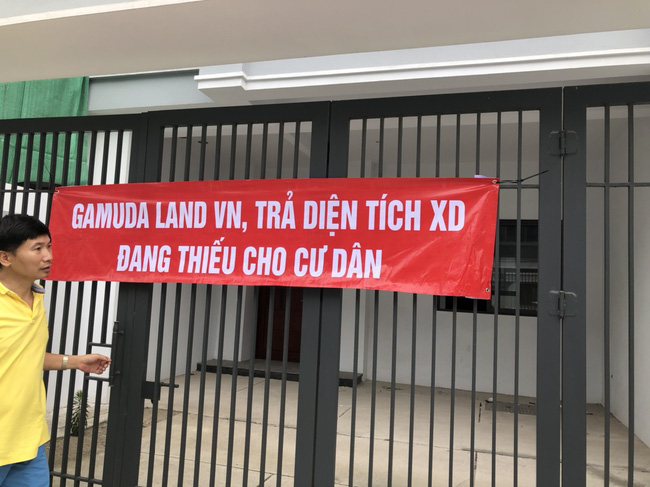 GAMUDA LAND VN, TRẢ DIỆN TÍCH XD
ĐANG THIẾU CHO CƯ DÂN